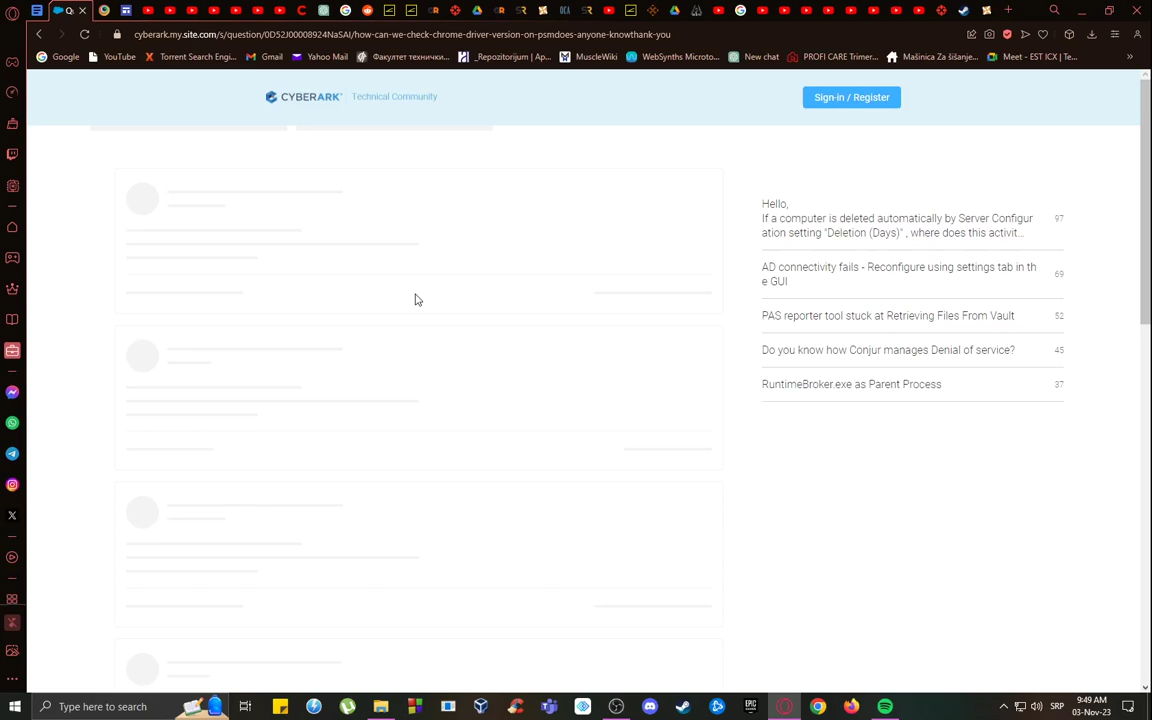 cyberark.my.site.com/s/question/0D52J00008924NaSAI/how-can-we-check-chrome-driver-version-on-psmdoes-anyone-knowthank-you
Google
YouTube
Torrent Search Engi...
Gmail
Yahoo Mail
Факултет технички...
_Repozitorijum | Ap...
MuscleWiki
WebSynths Microto...
New chat
PROFI CARE Trimer...
Mašinica Za šišanje...
Meet - EST ICX | Te...
CYBERARK Technical Community
Sign-in / Register
Hello,
If a computer is deleted automatically by Server Configur
ation setting "Deletion (Days)" , where does this activit...
97
AD connectivity fails - Reconfigure using settings tab in th
e GUI
69
PAS reporter tool stuck at Retrieving Files From Vault
52
Do you know how Conjur manages Denial of service?
45
RuntimeBroker.exe as Parent Process
37
Type here to search
SRP
9:49 AM
03-Nov-23